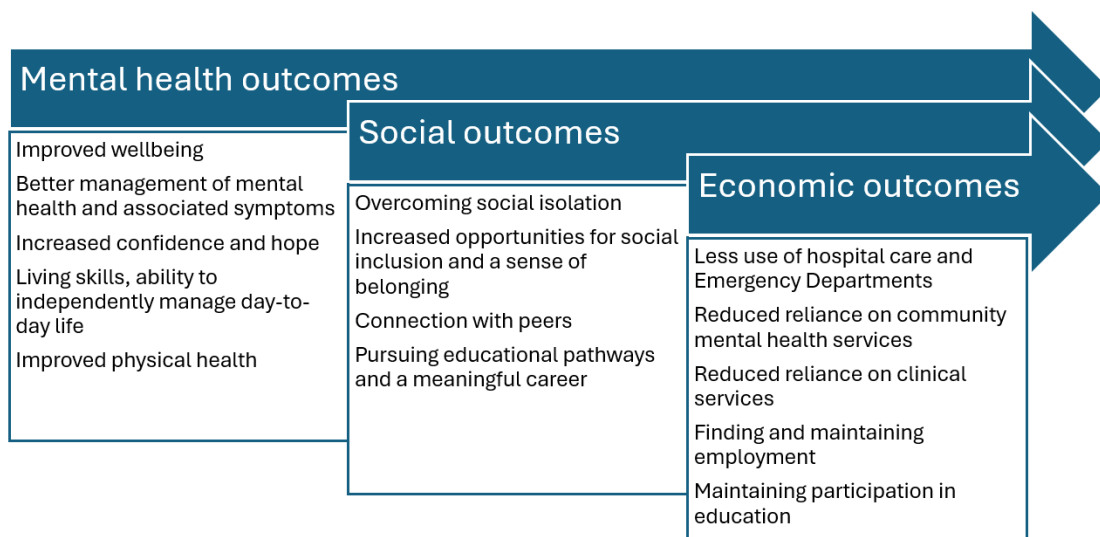 Mental health outcomes
Improved wellbeing
Better management of mental
health and associated symptoms
Increased confidence and hope
Living skills, ability to
independently manage day-to-
day life
Improved physical health
Social outcomes
Overcoming social isolation
Increased opportunities for social
inclusion and a sense of
belonging
Connection with peers
Pursuing educational pathways
and a meaningful career
Economic outcomes
Less use of hospital care and
Emergency Departments
Reduced reliance on community
mental health services
Reduced reliance on clinical
services
Finding and maintaining
employment
Maintaining participation in
education